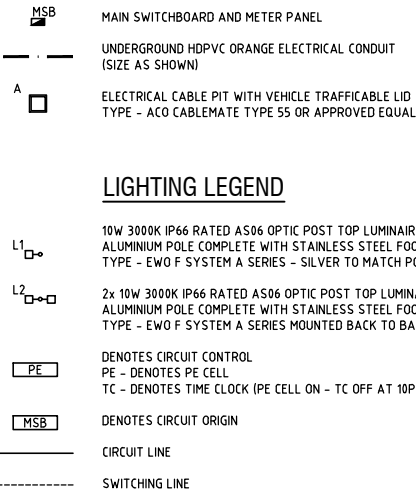 MSB
MAIN SWITCHBOARD AND METER PANEL
UNDERGROUND HDPVC ORANGE ELECTRICAL CONDUIT
(SIZE AS SHOWN)
A
ELECTRICAL CABLE PIT WITH VEHICLE TRAFFICABLE LID
TYPE - ACO CABLEMATE TYPE 55 OR APPROVED EQUAL
LIGHTING LEGEND
L1
10W 3000K IP66 RATED AS06 OPTIC POST TOP LUMINAIR
ALUMINIUM POLE COMPLETE WITH STAINLESS STEEL FOO
TYPE - EWO F SYSTEM A SERIES - SILVER TO MATCH PO
L2
2x 10W 3000K IP66 RATED AS06 OPTIC POST TOP LUMIN
ALUMINIUM POLE COMPLETE WITH STAINLESS STEEL FOO
TYPE - EWO F SYSTEM A SERIES MOUNTED BACK TO BA
PE
DENOTES CIRCUIT CONTROL
PE - DENOTES PE CELL
TC - DENOTES TIME CLOCK (PE CELL ON - TC OFF AT 10P
MSB
DENOTES CIRCUIT ORIGIN
CIRCUIT LINE
SWITCHING LINE